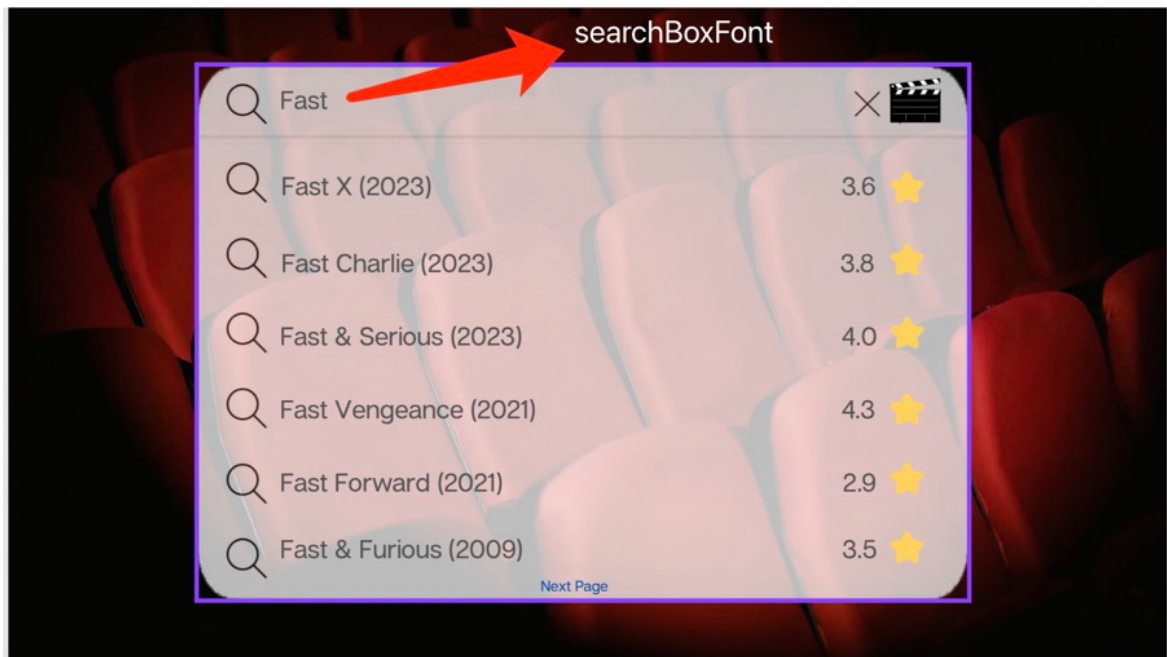 searchBoxFont
Fast
Fast X (2023) 3.6
Fast Charlie (2023) 3.8
Fast & Serious (2023) 4.0
Fast Vengeance (2021) 4.3
Fast Forward (2021) 2.9
Fast & Furious (2009) 3.5
Next Page